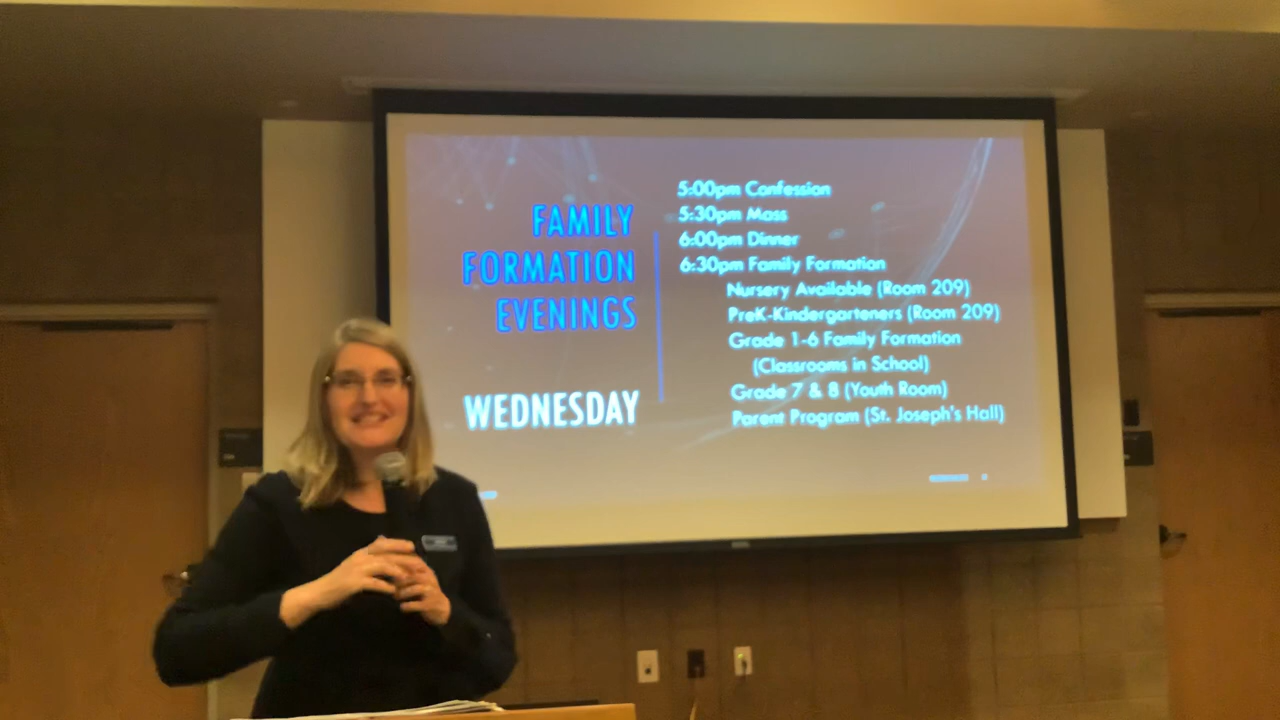 FAMILY
FORMATION
EVENINGS
WEDNESDAY
5:00pm Confession
5:30pm Mass
6:00pm Dinner
6:30pm Family Formation
Nursery Available (Room 209)
PreK-Kindergarteners (Room 209)
Grade 1-6 Family Formation
(Classrooms in School)
Grade 7 & 8 (Youth Room)
Parent Program (St. Joseph's Hall)